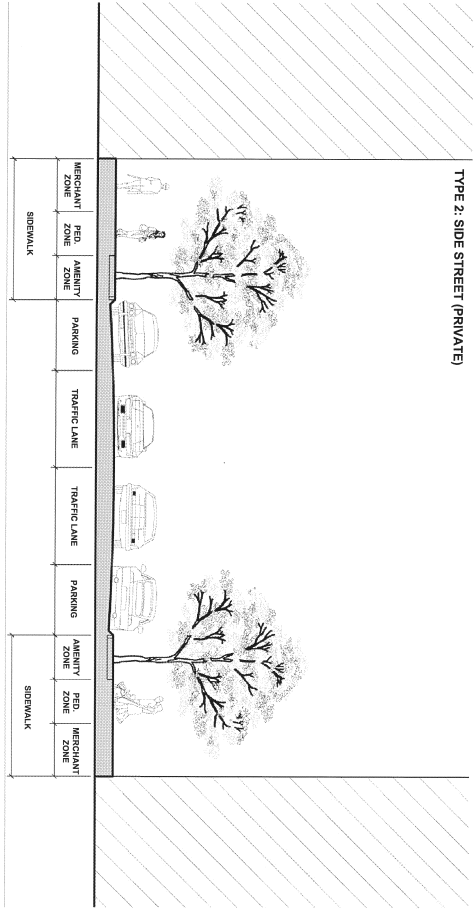 TYPE 2: SIDE STREET (PRIVATE)
MERCHANT
ZONE
PED.
ZONE
AMENITY
ZONE
PARKING
TRAFFIC LANE
TRAFFIC LANE
PARKING
AMENITY
ZONE
PED.
ZONE
MERCHANT
ZONE
SIDEWALK
SIDEWALK